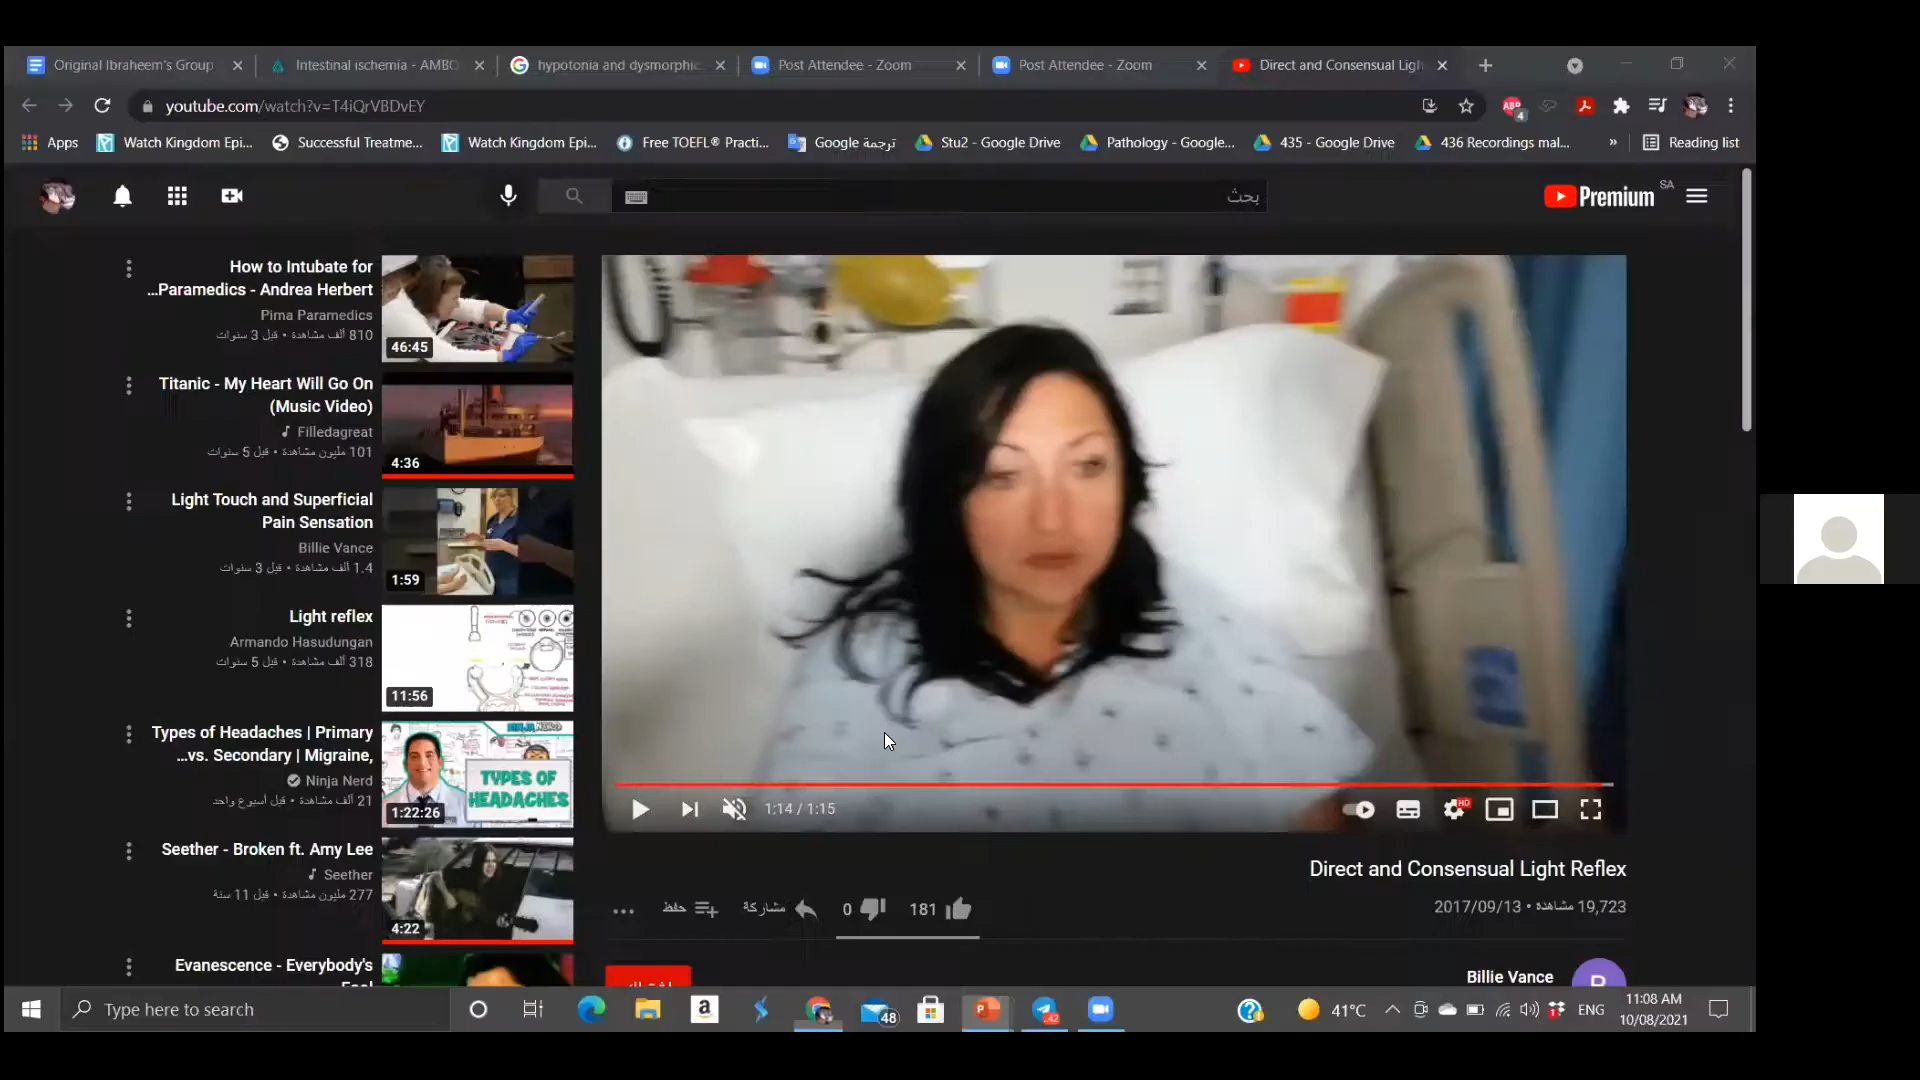 Original Ibraheem's Group
Intestinal ischemia - AMBO
hypotonia and dysmorphic
Post Attendee - Zoom
Post Attendee - Zoom
Direct and Consensual Ligh
youtube.com/watch?v=T4iQrVBDvEY
ABP
4
Apps
Watch Kingdom Epi...
Successful Treatme...
Watch Kingdom Epi...
Free TOEFL® Practi...
ترجمة Google
Stu2 - Google Drive
Pathology - Google...
435 - Google Drive
436 Recordings mal...
»
Reading list
بحث
Premium
SA
How to Intubate for
...Paramedics - Andrea Herbert
Pima Paramedics
810 ألف مشاهدة • قبل 3 سنوات
46:45
Titanic - My Heart Will Go On
(Music Video)
Filledagreat
101 مليون مشاهدة • قبل 5 سنوات
4:36
Light Touch and Superficial
Pain Sensation
Billie Vance
1.4 ألف مشاهدة • قبل 3 سنوات
1:59
Light reflex
Armando Hasudungan
318 ألف مشاهدة • قبل 5 سنوات
11:56
Types of Headaches | Primary
...vs. Secondary | Migraine,
Ninja Nerd
21 ألف مشاهدة • قبل أسبوع واحد
NINJA NERD
TYPES OF
HEADACHES
1:22:26
Seether - Broken ft. Amy Lee
Seether
277 مليون مشاهدة • قبل 11 سنة
4:22
Evanescence - Everybody's
1:14 / 1:15
HD
Direct and Consensual Light Reflex
19,723 مشاهدة • 2017/09/13
181
0
مشاركة
حفظ
...
Billie Vance
Type here to search
48
42
41°C
ENG
11:08 AM
10/08/2021